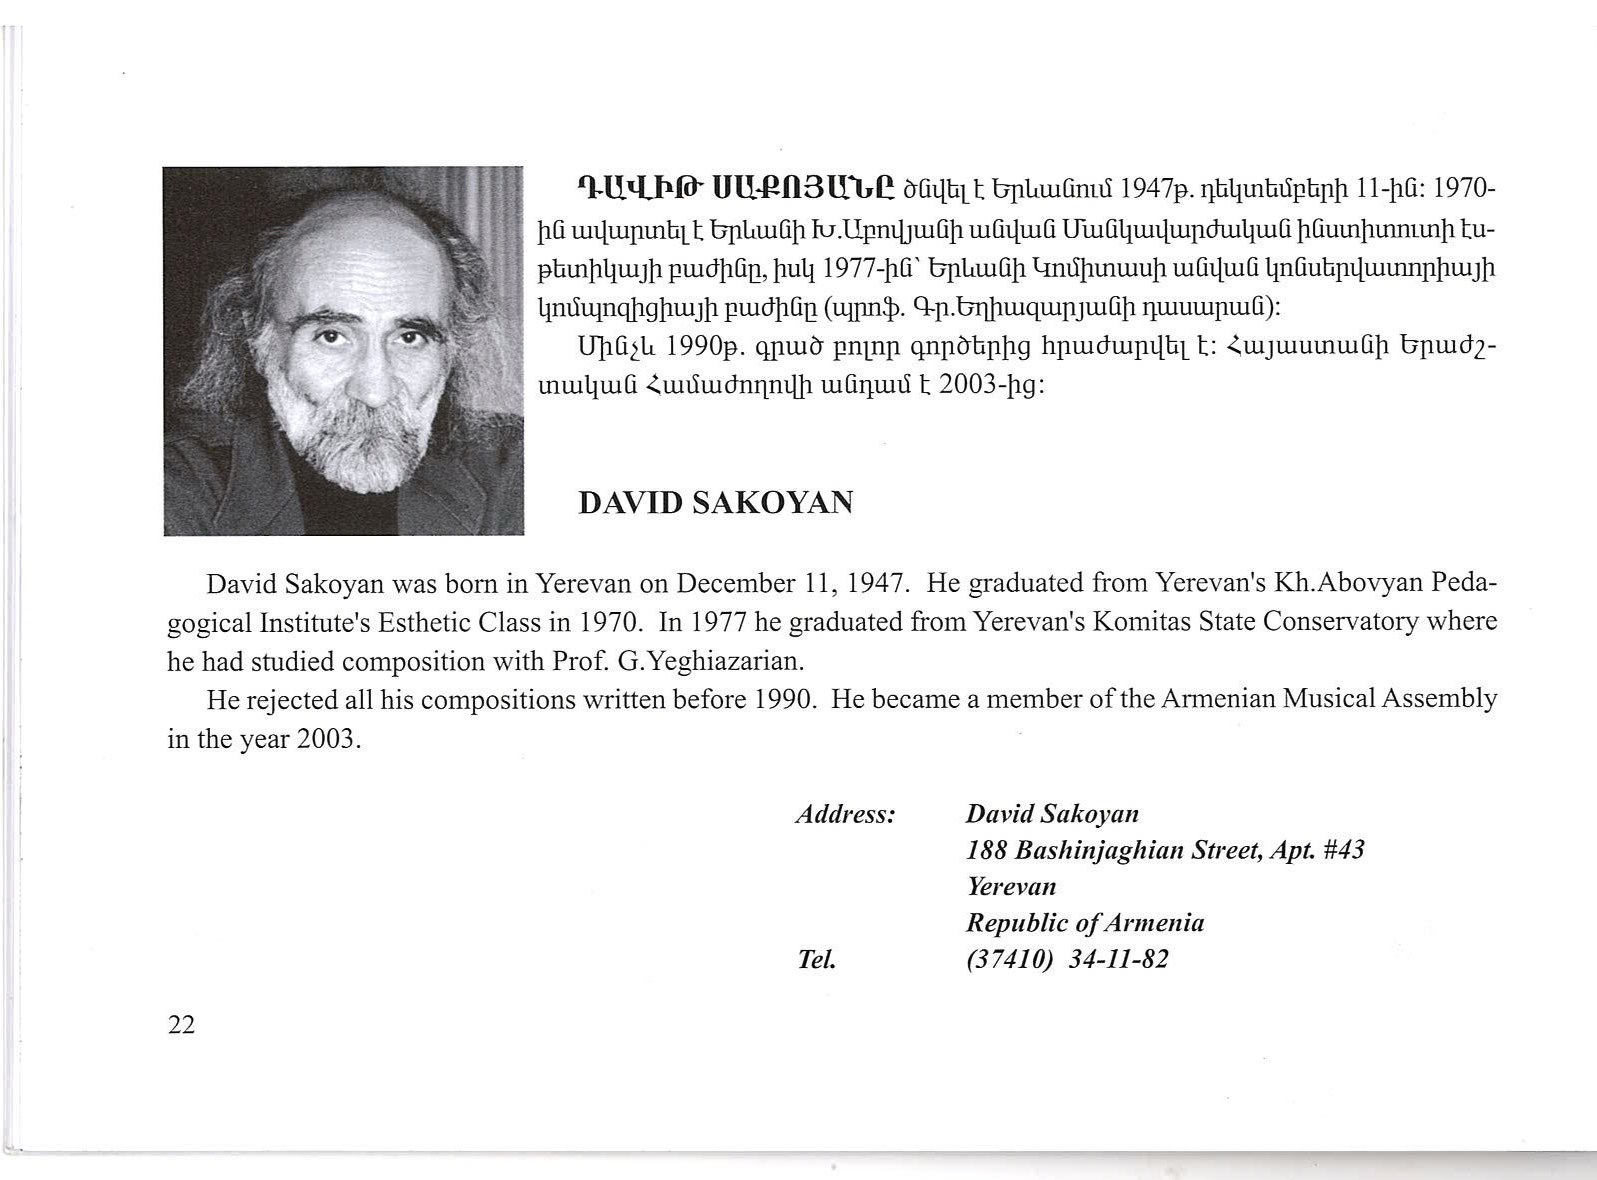 ԴԱՎԻԹ ՍԱՔՈՅԱՆԸ ծնվել է Երևանում 1947թ. դեկտեմբերի 11-ին: 1970-
ին ավարտել է Երևանի Խ.Աբովյանի անվան Մանկավարժական ինստիտուտի էս-
թետիկայի բաժինը, իսկ 1977-ին՝ Երևանի Կոմիտասի անվան կոնսերվատորիայի
կոմպոզիցիայի բաժինը (պրոֆ. Գր.Եղիազարյանի դասարան):
Մինչև 1990թ. գրած բոլոր գործերից հրաժարվել է: Հայաստանի Երաժշ-
տական Համաժողովի անդամ է 2003-ից:
DAVID SAKOYAN
David Sakoyan was born in Yerevan on December 11, 1947. He graduated from Yerevan's Kh.Abovyan Peda-
gogical Institute's Esthetic Class in 1970. In 1977 he graduated from Yerevan's Komitas State Conservatory where
he had studied composition with Prof. G.Yeghiazarian.
He rejected all his compositions written before 1990. He became a member of the Armenian Musical Assembly
in the year 2003.
Address: David Sakoyan
188 Bashinjaghian Street, Apt. #43
Yerevan
Republic of Armenia
Tel. (37410) 34-11-82
22